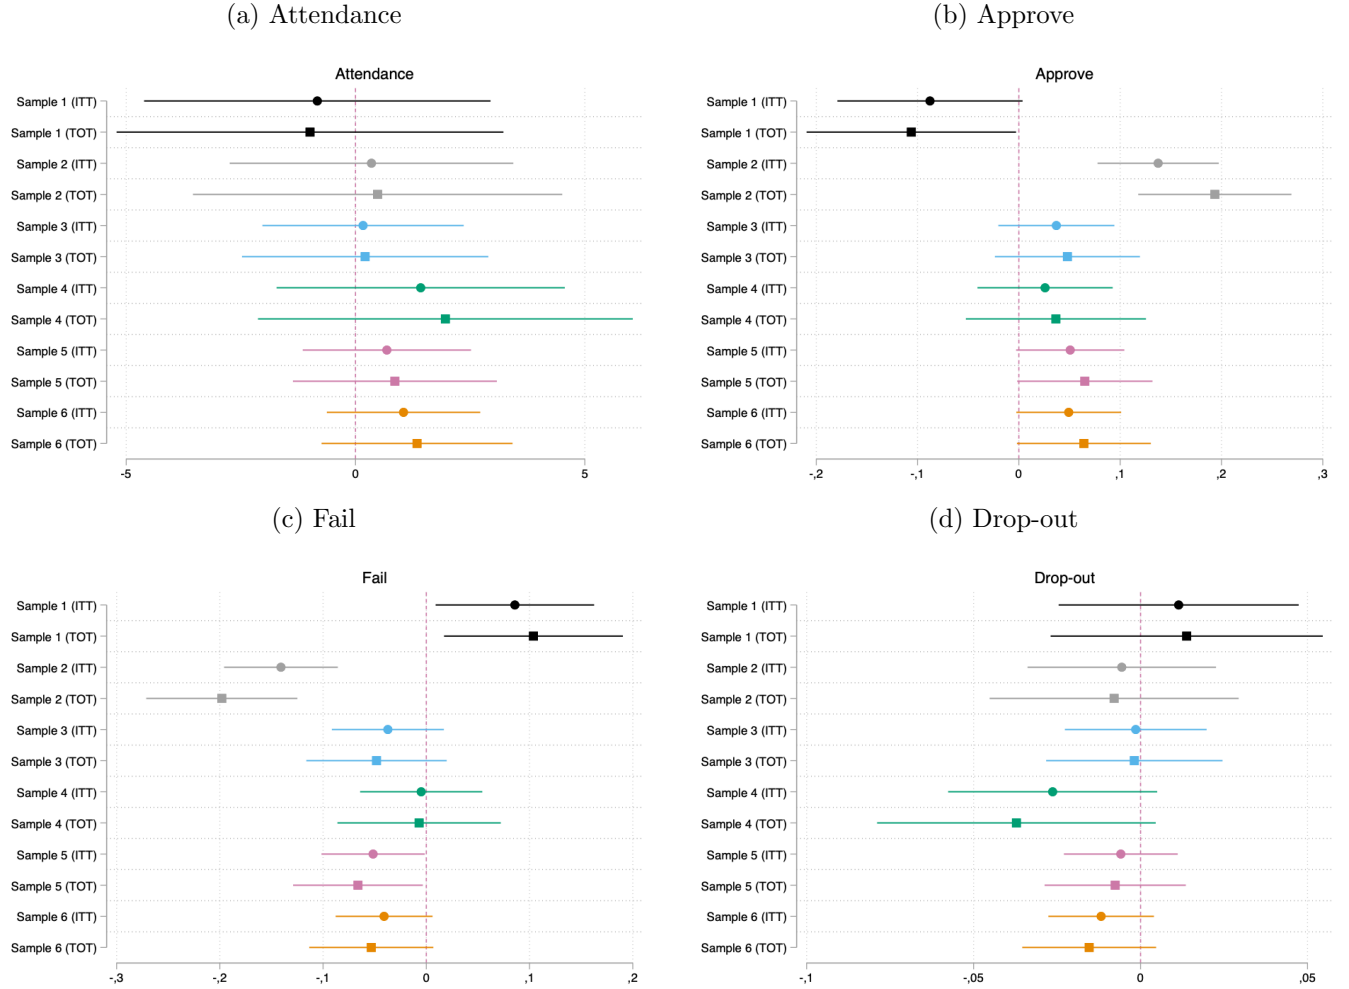 (a) Attendance
Attendance
Sample 1 (ITT)
Sample 1 (TOT)
Sample 2 (ITT)
Sample 2 (TOT)
Sample 3 (ITT)
Sample 3 (TOT)
Sample 4 (ITT)
Sample 4 (TOT)
Sample 5 (ITT)
Sample 5 (TOT)
Sample 6 (ITT)
Sample 6 (TOT)
-5 0 5
(b) Approve
Approve
Sample 1 (ITT)
Sample 1 (TOT)
Sample 2 (ITT)
Sample 2 (TOT)
Sample 3 (ITT)
Sample 3 (TOT)
Sample 4 (ITT)
Sample 4 (TOT)
Sample 5 (ITT)
Sample 5 (TOT)
Sample 6 (ITT)
Sample 6 (TOT)
-,2 -,1 0 ,1 ,2 ,3
(c) Fail
Fail
Sample 1 (ITT)
Sample 1 (TOT)
Sample 2 (ITT)
Sample 2 (TOT)
Sample 3 (ITT)
Sample 3 (TOT)
Sample 4 (ITT)
Sample 4 (TOT)
Sample 5 (ITT)
Sample 5 (TOT)
Sample 6 (ITT)
Sample 6 (TOT)
-,3 -,2 -,1 0 ,1 ,2
(d) Drop-out
Drop-out
Sample 1 (ITT)
Sample 1 (TOT)
Sample 2 (ITT)
Sample 2 (TOT)
Sample 3 (ITT)
Sample 3 (TOT)
Sample 4 (ITT)
Sample 4 (TOT)
Sample 5 (ITT)
Sample 5 (TOT)
Sample 6 (ITT)
Sample 6 (TOT)
-,1 -,05 0 ,05